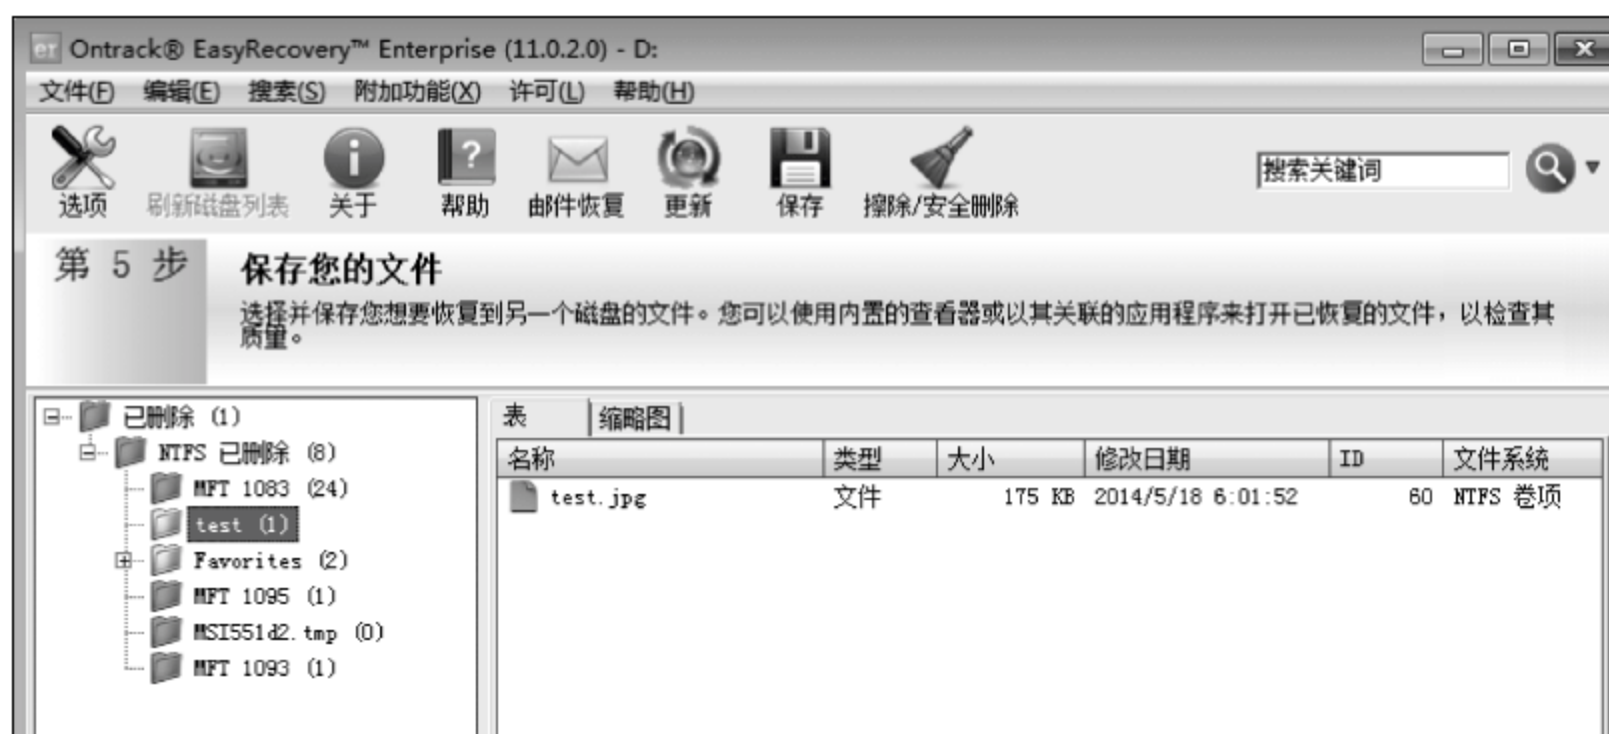 er Ontrack® EasyRecovery™ Enterprise (11.0.2.0) - D:
文件(F) 编辑(E) 搜索(S) 附加功能(X) 许可(L) 帮助(H)
选项 刷新磁盘列表 关于 帮助 邮件恢复 更新 保存 擦除/安全删除 搜索关键词
第 5 步 保存您的文件
选择并保存您想要恢复到另一个磁盘的文件。您可以使用内置的查看器或以其关联的应用程序来打开已恢复的文件，以检查其
质量。
已删除 (1)
NTFS 已删除 (8)
MFT 1083 (24)
test (1)
Favorites (2)
MFT 1095 (1)
MSI551d2.tmp (0)
MFT 1093 (1)
表 缩略图
名称 类型 大小 修改日期 ID 文件系统
test.jpg 文件 175 KB 2014/5/18 6:01:52 60 NTFS 卷项